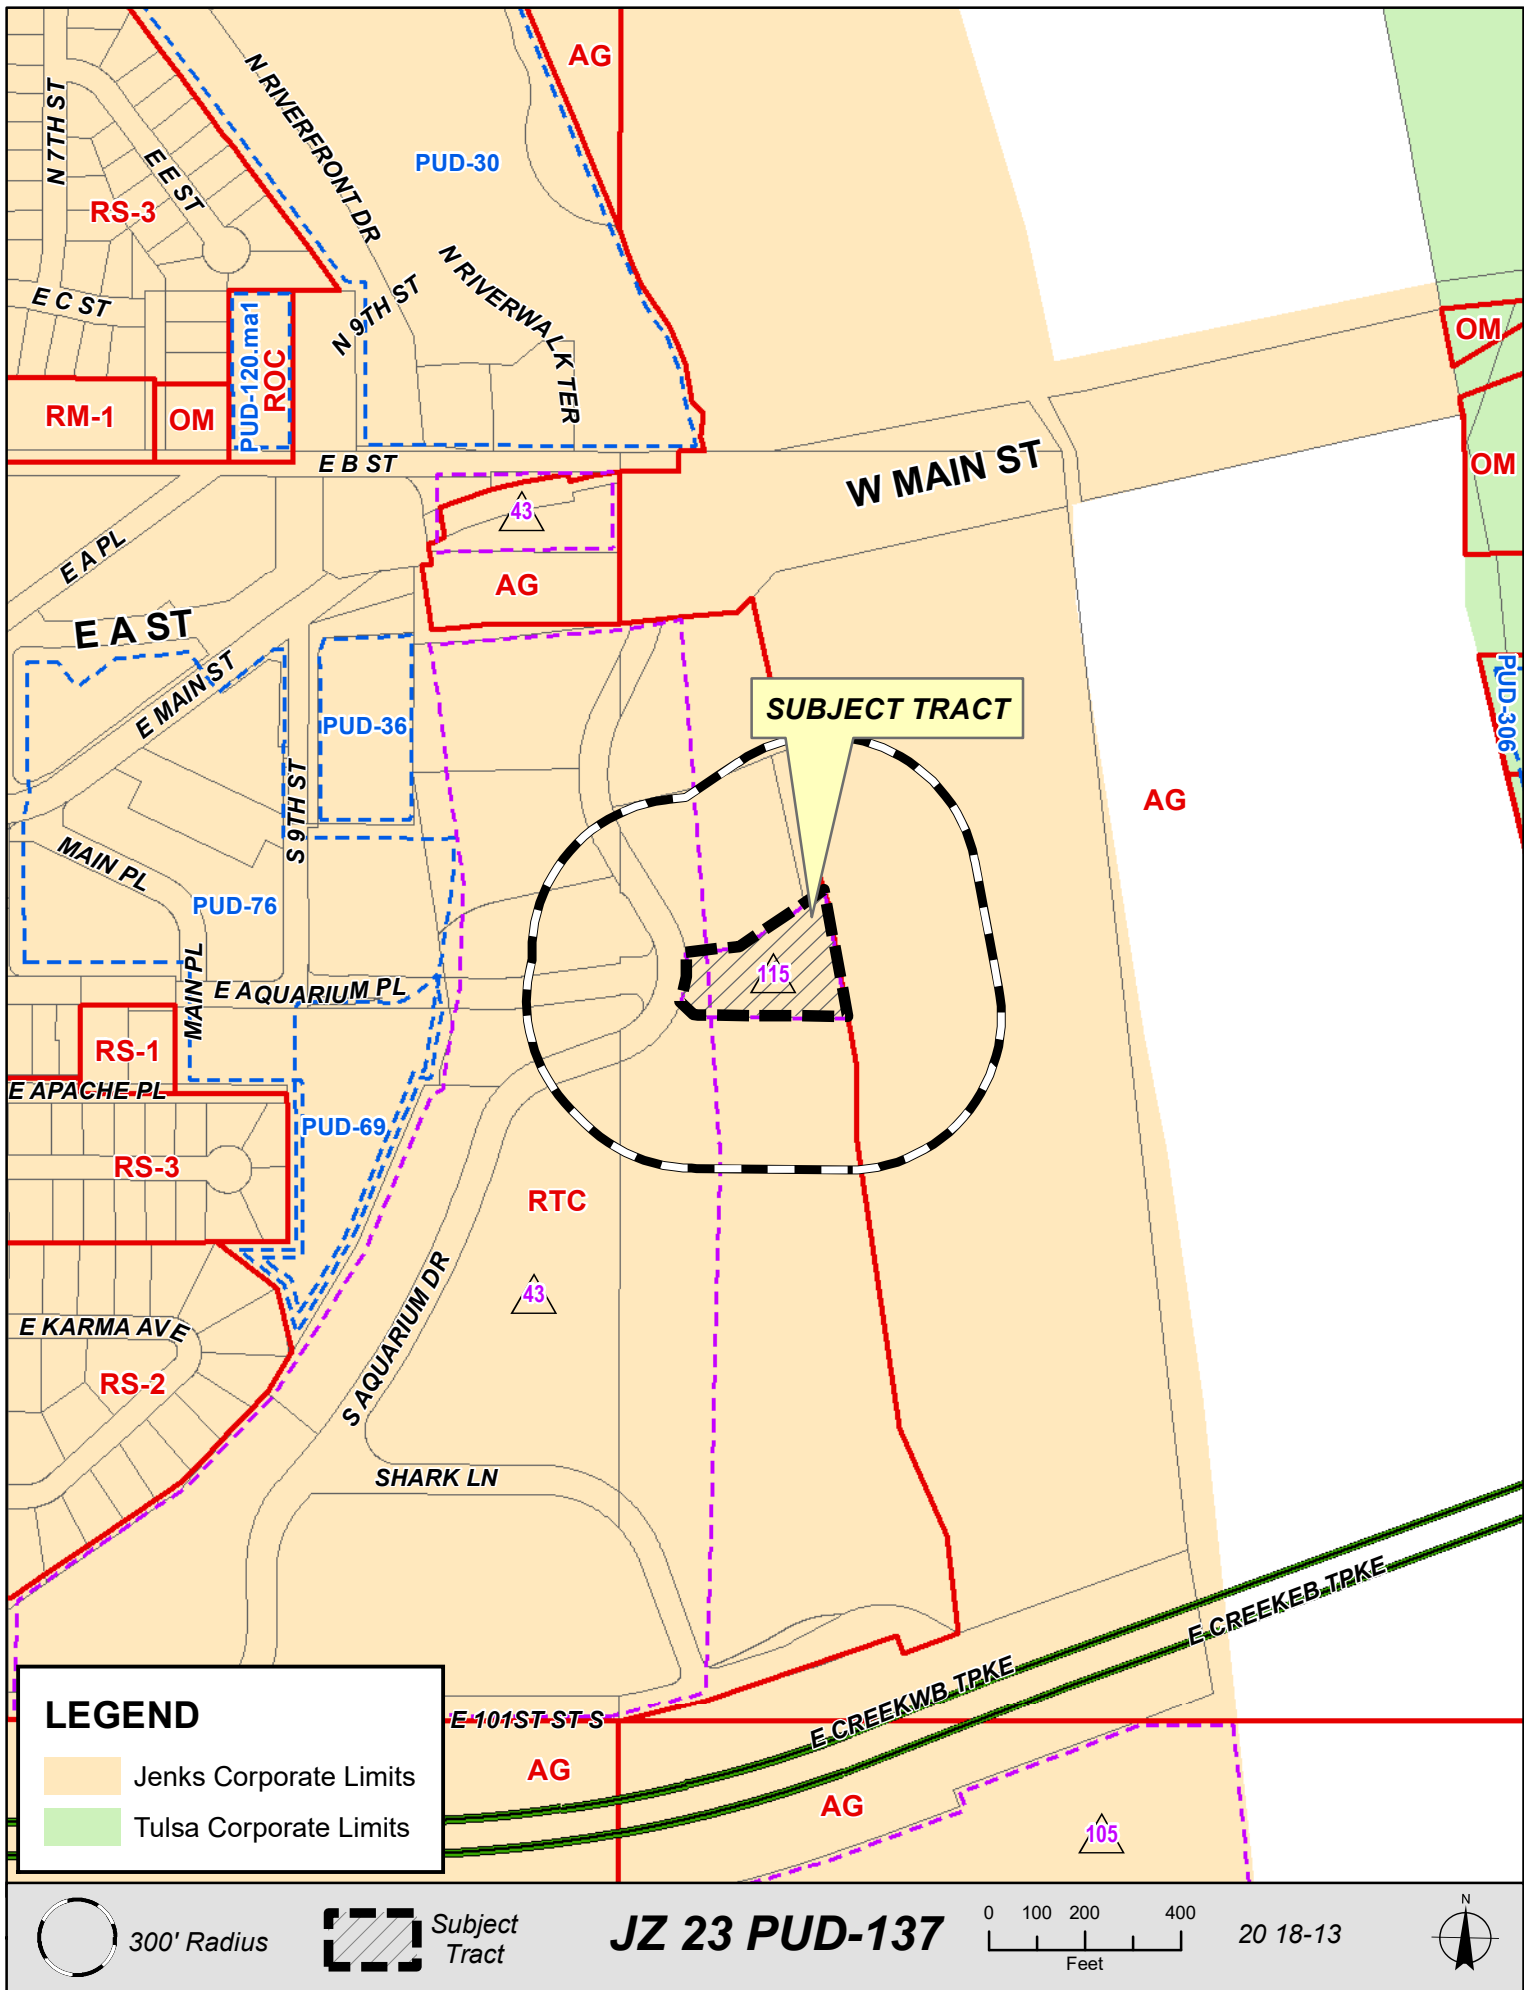 AG
N RIVERFRONT DR
N 7TH ST
E E ST
PUD-30
RS-3
N RIVERWALK TER
E C ST
N 9TH ST
PUD-120.ma1
ROC
OM
RM-1
OM
E B ST
W MAIN ST
OM
43
E A PL
AG
E A ST
E MAIN ST
PUD-36
SUBJECT TRACT
PUD-306
AG
S 9TH ST
MAIN PL
PUD-76
MAIN PL
115
E AQUARIUM PL
RS-1
E APACHE PL
PUD-69
RS-3
RTC
43
S AQUARIUM DR
E KARMA AVE
RS-2
SHARK LN
E CREEKEB TPKE
E CREEKWB TPKE
E 101ST ST S
AG
AG
105
LEGEND
Jenks Corporate Limits
Tulsa Corporate Limits
300' Radius
Subject
Tract
JZ 23 PUD-137
0 100 200 400
Feet
20 18-13
N